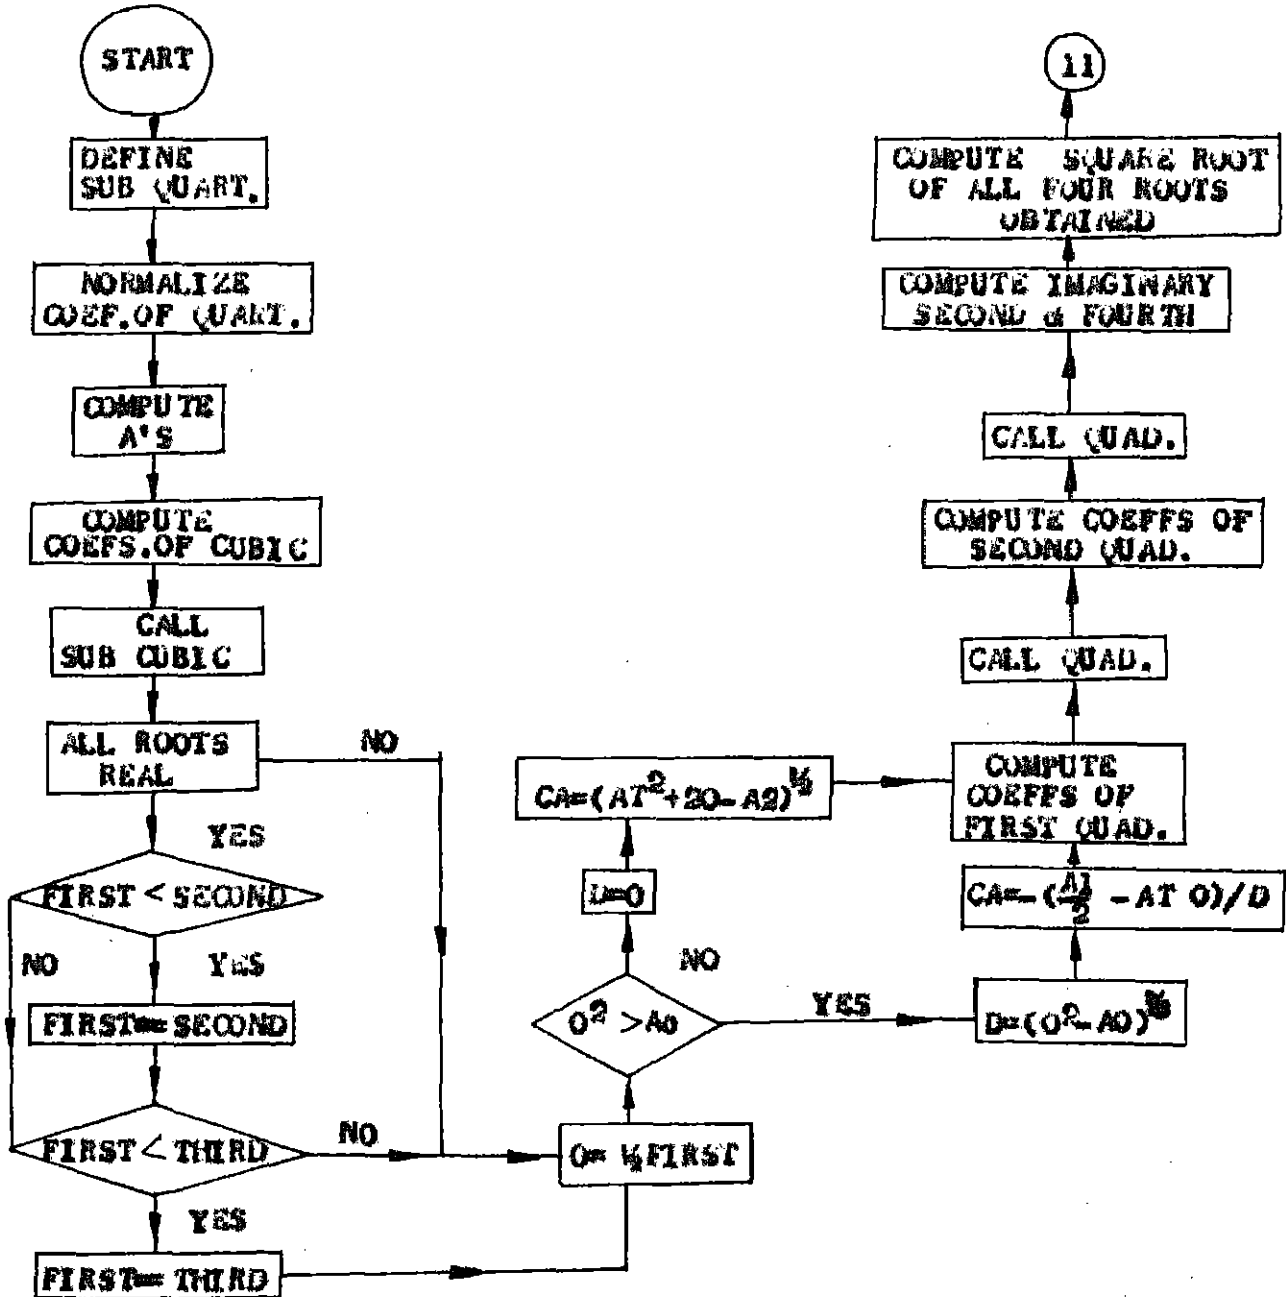 START
DEFINE
SUB QUART.
NORMALIZE
COEF.OF QUART.
COMPUTE
A'S
COMPUTE
COEFS.OF CUBIC
CALL
SUB CUBIC
ALL ROOTS
REAL
NO
YES
FIRST < SECOND
NO
YES
FIRST= SECOND
FIRST < THIRD
NO
YES
FIRST= THIRD
O= ½FIRST
O² >AO
NO
YES
D=O
CA=(AT²+2O-A2)^½
D=(O²-AO)^½
CA=-(A1/2 - AT O)/D
COMPUTE
COEFFS OF
FIRST QUAD.
CALL QUAD.
COMPUTE COEFFS OF
SECOND QUAD.
CALL QUAD.
COMPUTE IMAGINARY
SECOND & FOURTH
COMPUTE SQUARE ROOT
OF ALL FOUR ROOTS
OBTAINED
11